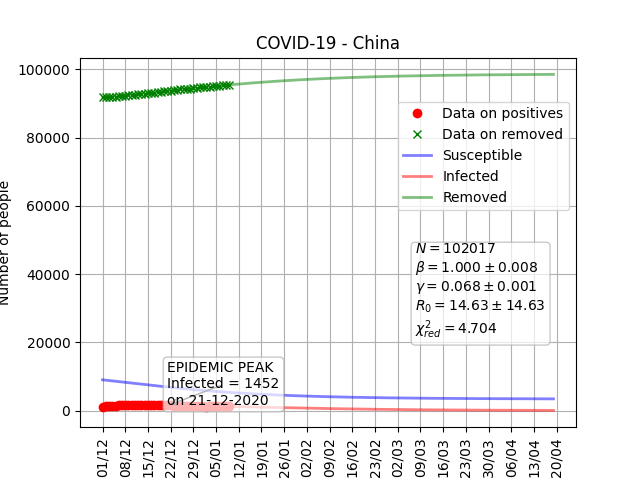 COVID-19 - China
Number of people
100000
80000
60000
40000
20000
0
Data on positives
Data on removed
Susceptible
Infected
Removed
N = 102017
β = 1.000 ± 0.008
γ = 0.068 ± 0.001
R₀ = 14.63 ± 14.63
χ²red = 4.704
EPIDEMIC PEAK
Infected = 1452
on 21-12-2020
01/12
08/12
15/12
22/12
29/12
05/01
12/01
19/01
26/01
02/02
09/02
16/02
23/02
02/03
09/03
16/03
23/03
30/03
06/04
13/04
20/04